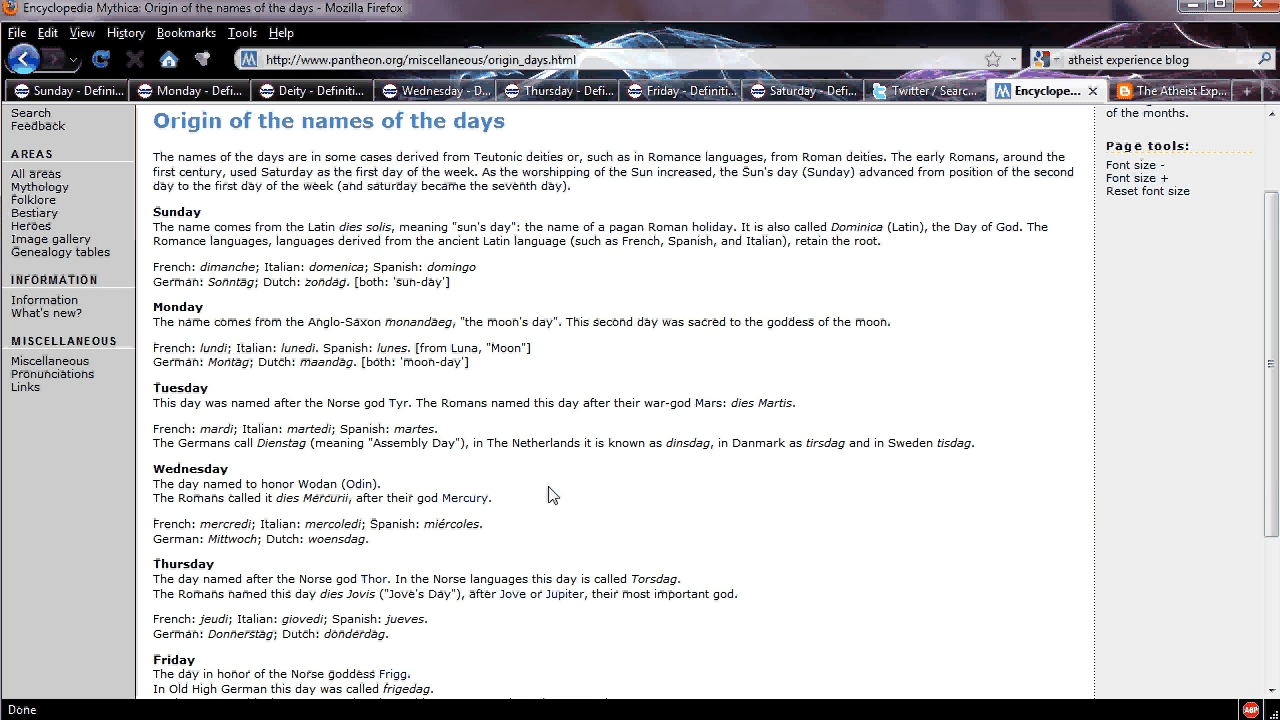 Encyclopedia Mythica: Origin of the names of the days - Mozilla Firefox
File Edit View History Bookmarks Tools Help
http://www.pantheon.org/miscellaneous/origin_days.html
atheist experience blog
Sunday - Defini...
Monday - Defi...
Deity - Definiti...
Wednesday - D...
Thursday - Defi...
Friday - Definiti...
Saturday - Defi...
Twitter / Searc...
Encyclope...
The Atheist Exp...
Search
Feedback
AREAS
All areas
Mythology
Folklore
Bestiary
Heroes
Image gallery
Genealogy tables
INFORMATION
Information
What's new?
MISCELLANEOUS
Miscellaneous
Pronunciations
Links
Origin of the names of the days
The names of the days are in some cases derived from Teutonic deities or, such as in Romance languages, from Roman deities. The early Romans, around the
first century, used Saturday as the first day of the week. As the worshipping of the Sun increased, the Sun's day (Sunday) advanced from position of the second
day to the first day of the week (and saturday became the seventh day).
Sunday
The name comes from the Latin dies solis, meaning "sun's day": the name of a pagan Roman holiday. It is also called Dominica (Latin), the Day of God. The
Romance languages, languages derived from the ancient Latin language (such as French, Spanish, and Italian), retain the root.
French: dimanche; Italian: domenica; Spanish: domingo
German: Sonntag; Dutch: zondag. [both: 'sun-day']
Monday
The name comes from the Anglo-Saxon monandaeg, "the moon's day". This second day was sacred to the goddess of the moon.
French: lundi; Italian: lunedi. Spanish: lunes. [from Luna, "Moon"]
German: Montag; Dutch: maandag. [both: 'moon-day']
Tuesday
This day was named after the Norse god Tyr. The Romans named this day after their war-god Mars: dies Martis.
French: mardi; Italian: martedi; Spanish: martes.
The Germans call Dienstag (meaning "Assembly Day"), in The Netherlands it is known as dinsdag, in Danmark as tirsdag and in Sweden tisdag.
Wednesday
The day named to honor Wodan (Odin).
The Romans called it dies Mercurii, after their god Mercury.
French: mercredi; Italian: mercoledi; Spanish: miércoles.
German: Mittwoch; Dutch: woensdag.
Thursday
The day named after the Norse god Thor. In the Norse languages this day is called Torsdag.
The Romans named this day dies Jovis ("Jove's Day"), after Jove or Jupiter, their most important god.
French: jeudi; Italian: giovedi; Spanish: jueves.
German: Donnerstag; Dutch: donderdag.
Friday
The day in honor of the Norse goddess Frigg.
In Old High German this day was called frigedag.
of the months.
Page tools:
Font size -
Font size +
Reset font size
Done
ABP